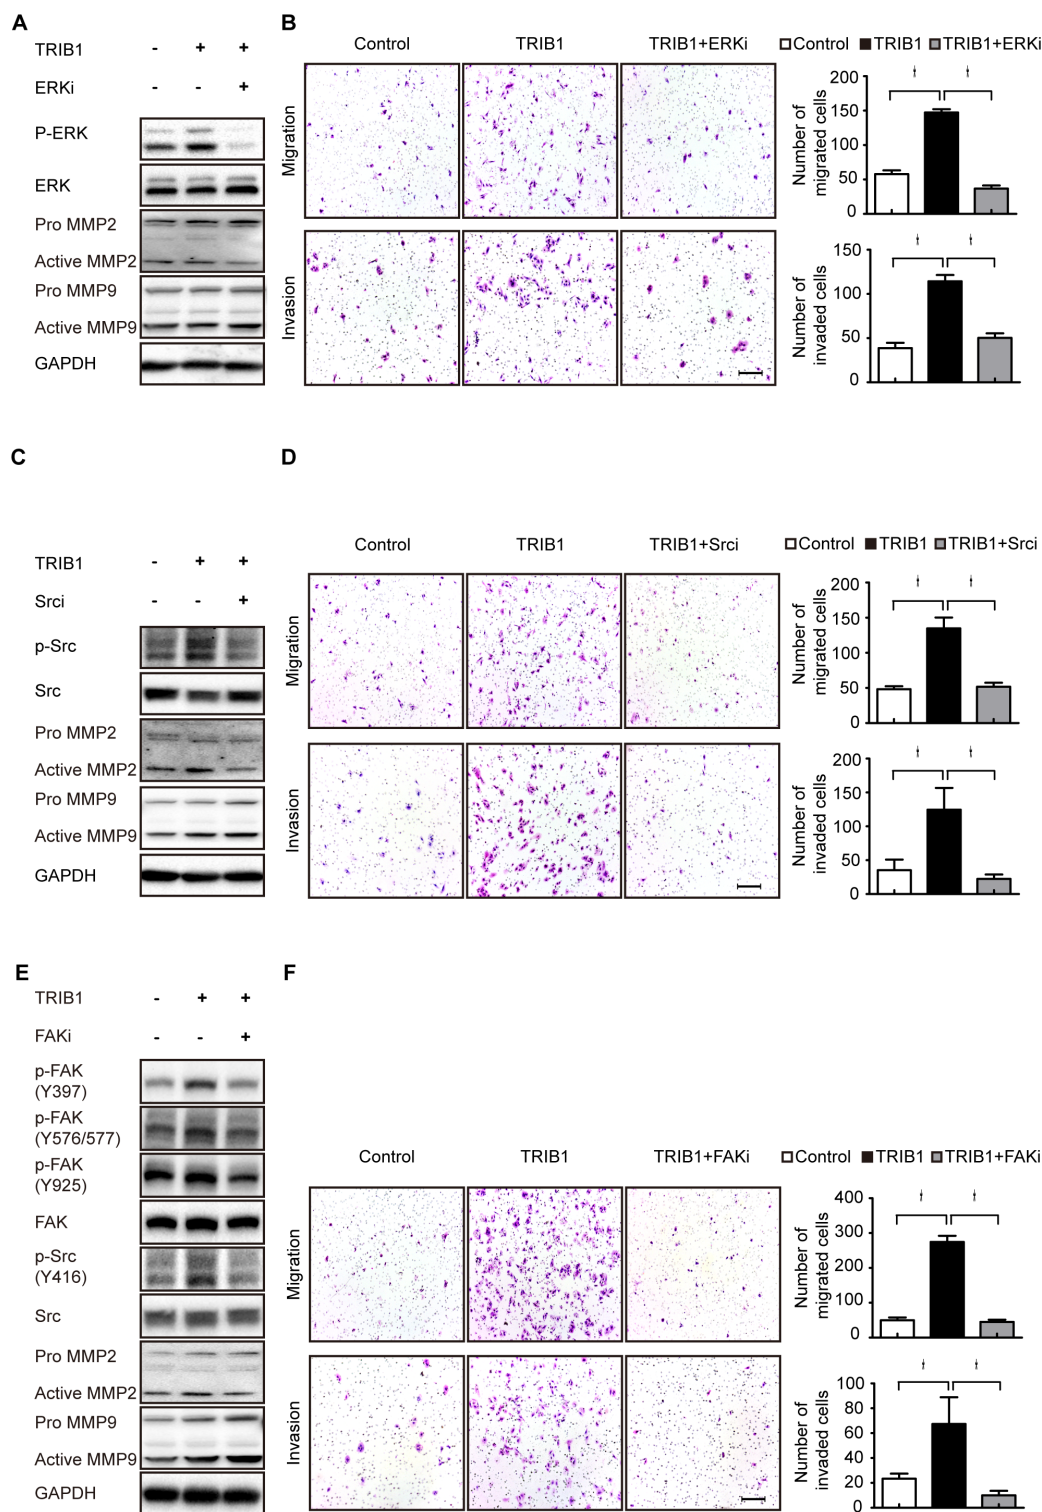 A
TRIB1 - + +
ERKi - - +
P-ERK
ERK
Pro MMP2
Active MMP2
Pro MMP9
Active MMP9
GAPDH
B
Control TRIB1 TRIB1+ERKi
Migration
Invasion
Control TRIB1 TRIB1+ERKi
Number of
migrated cells
200
150
100
50
0
† †
Number of
invaded cells
150
100
50
0
† †
C
TRIB1 - + +
Srci - - +
p-Src
Src
Pro MMP2
Active MMP2
Pro MMP9
Active MMP9
GAPDH
D
Control TRIB1 TRIB1+Srci
Migration
Invasion
Control TRIB1 TRIB1+Srci
Number of
migrated cells
200
150
100
50
0
† †
Number of
invaded cells
200
150
100
50
0
† †
E
TRIB1 - + +
FAKi - - +
p-FAK
(Y397)
p-FAK
(Y576/577)
p-FAK
(Y925)
FAK
p-Src
(Y416)
Src
Pro MMP2
Active MMP2
Pro MMP9
Active MMP9
GAPDH
F
Control TRIB1 TRIB1+FAKi
Migration
Invasion
Control TRIB1 TRIB1+FAKi
Number of
migrated cells
400
300
200
100
0
† †
Number of
invaded cells
100
80
60
40
20
0
† †